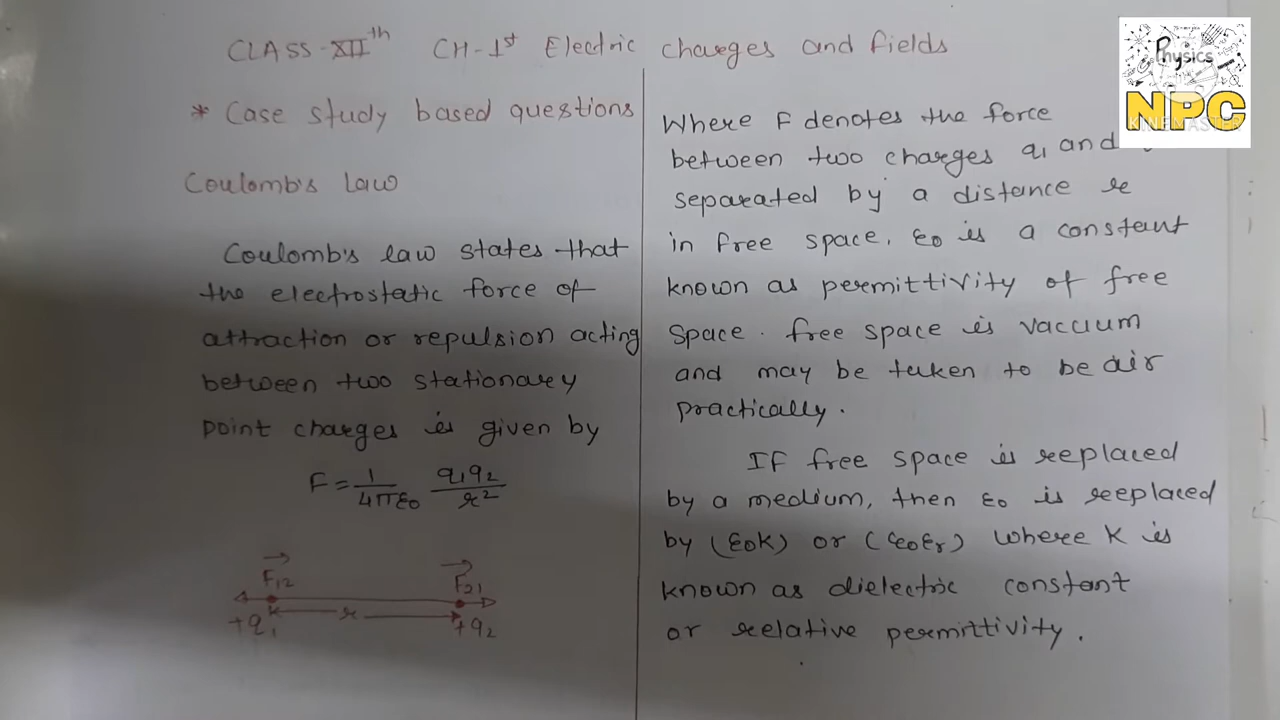 CLASS-XIIth CH-1st Electric charges and fields
* Case study based questions
Coulomb's law
Coulomb's law states that
the electrostatic force of
attraction or repulsion acting
between two stationary
point charges is given by
F = 1/4πε0 q1q2/r²
F12
F21
r
+q1
+q2
Where F denotes the force
between two charges q1 and
separated by a distance r
in free space, ε0 is a constant
known as permittivity of free
space. free space is vaccium
and may be taken to be air
practically.
If free space is replaced
by a medium, then ε0 is replaced
by (ε0K) or (ε0εr) where K is
known as dielectric constant
or relative permittivity.
Physics
NPC
KINEMASTER